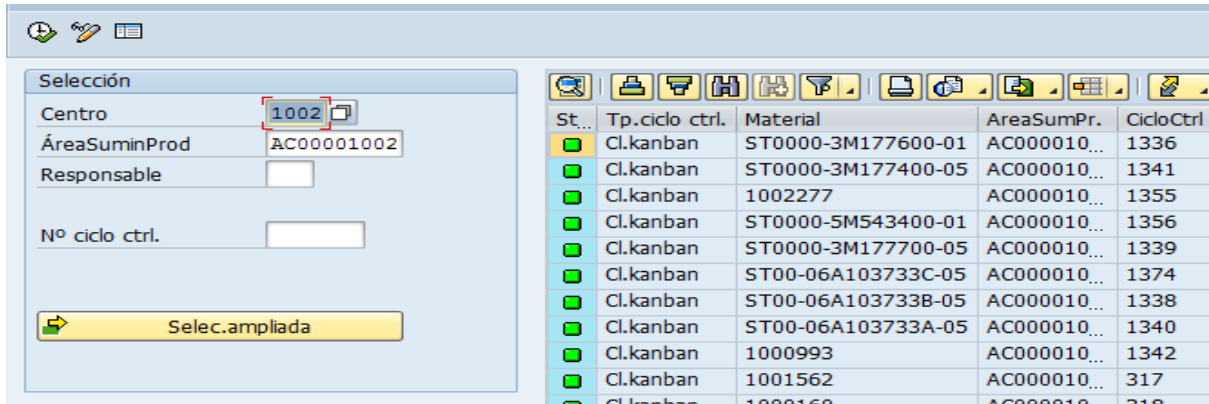 Selección
Centro 1002
ÁreaSuminProd AC00001002
Responsable
Nº ciclo ctrl.
Selec.ampliada
St... Tp.ciclo ctrl. Material AreaSumPr. CicloCtrl
Cl.kanban ST0000-3M177600-01 AC000010... 1336
Cl.kanban ST0000-3M177400-05 AC000010... 1341
Cl.kanban 1002277 AC000010... 1355
Cl.kanban ST0000-5M543400-01 AC000010... 1356
Cl.kanban ST0000-3M177700-05 AC000010... 1339
Cl.kanban ST00-06A103733C-05 AC000010... 1374
Cl.kanban ST00-06A103733B-05 AC000010... 1338
Cl.kanban ST00-06A103733A-05 AC000010... 1340
Cl.kanban 1000993 AC000010... 1342
Cl.kanban 1001562 AC000010... 317